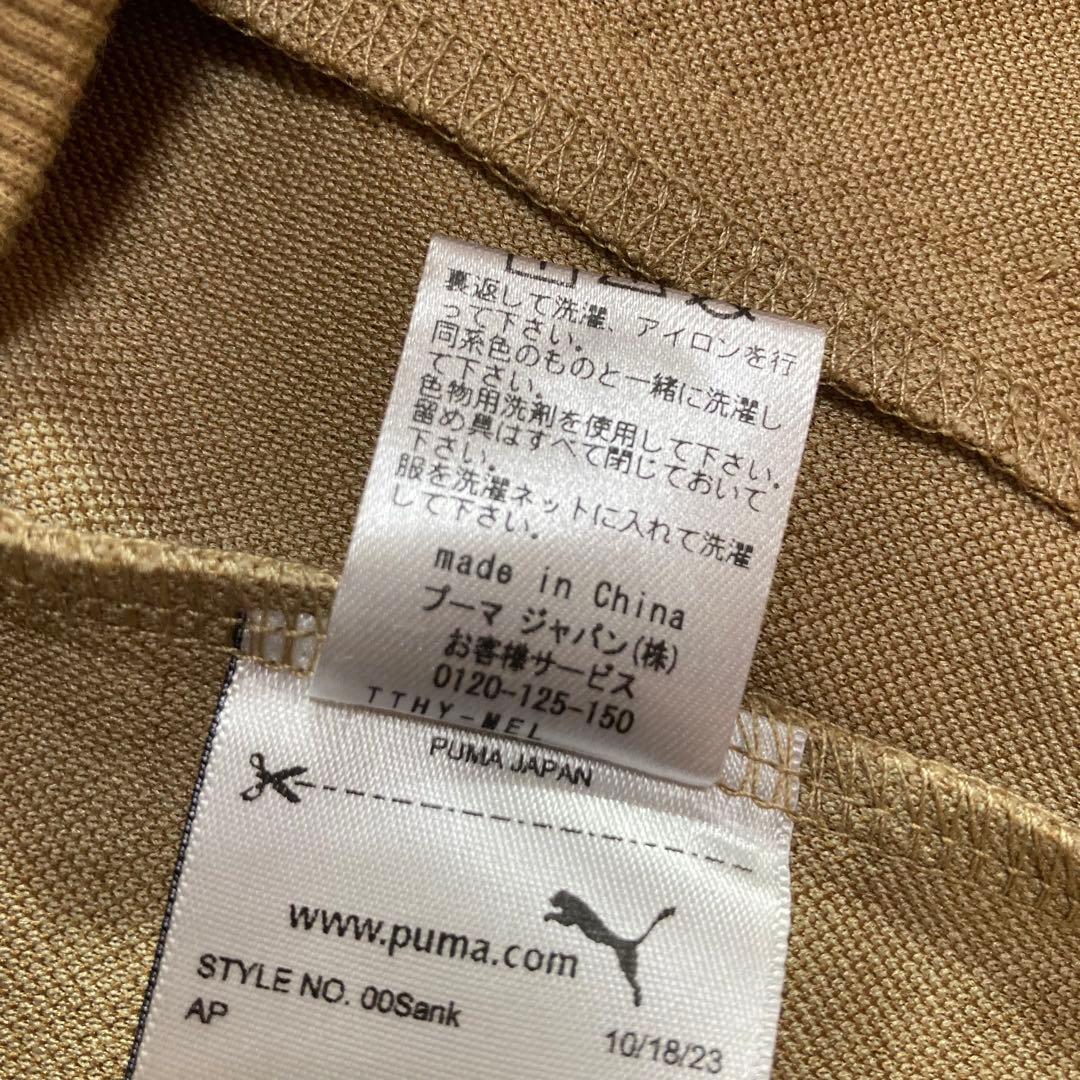 裏返して洗濯、アイロンを行
って下さい。
同系色のものと一緒に洗濯し
て下さい。
色物用洗剤を使用して下さい。
留め具はすべて閉じておいて
下さい。
服を洗濯ネットに入れて洗濯
して下さい。
made in China
プーマ ジャパン(株)
お客様サービス
0120-125-150
TTHY-MEL
PUMA JAPAN
www.puma.com
STYLE NO. 00Sank
AP
10/18/23